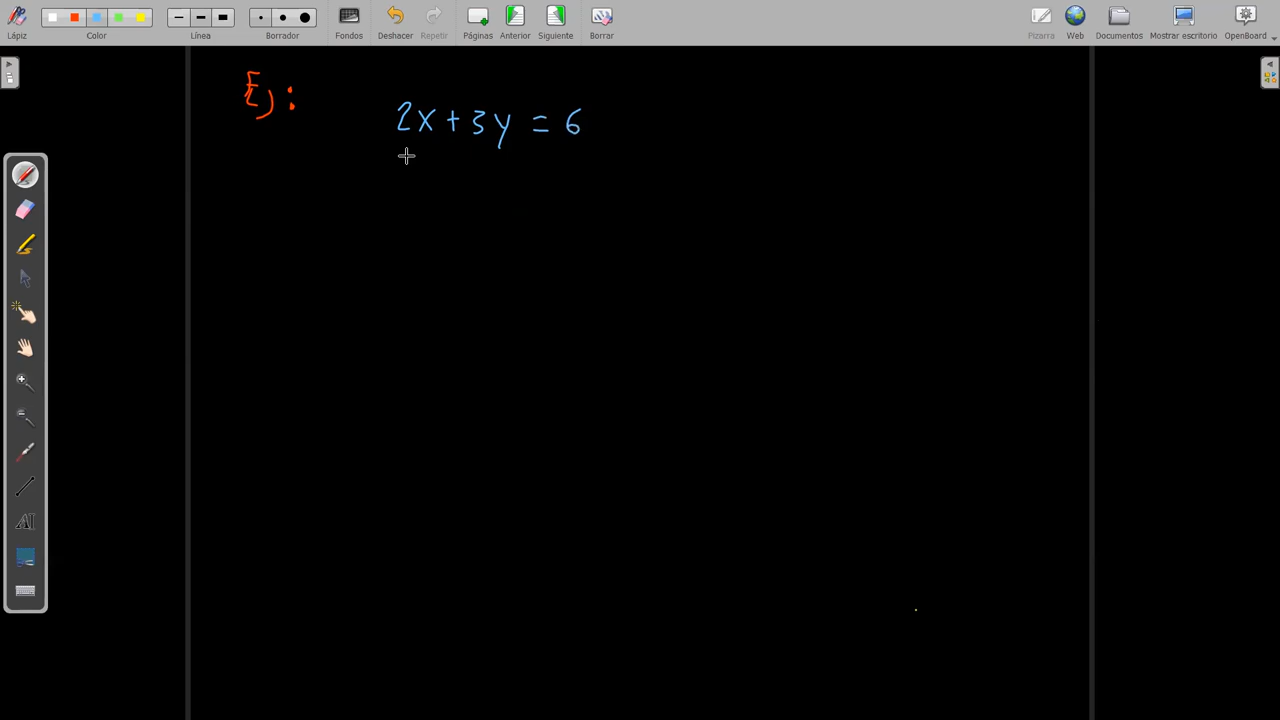 Lápiz Color Línea Borrador Fondos Deshacer Repetir Páginas Anterior Siguiente Borrar Pizarra Web Documentos Mostrar escritorio OpenBoard
Ej:
2x + 3y = 6
AI